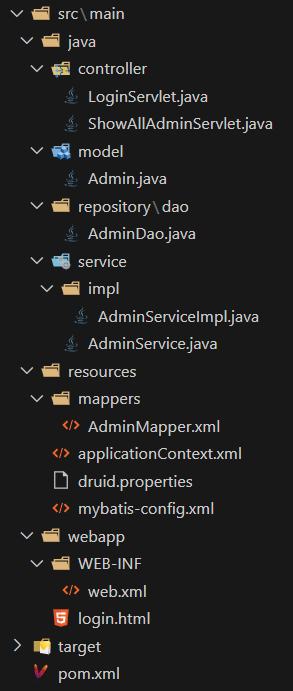 src\main
java
controller
LoginServlet.java
ShowAllAdminServlet.java
model
Admin.java
repository\dao
AdminDao.java
service
impl
AdminServiceImpl.java
AdminService.java
resources
mappers
AdminMapper.xml
applicationContext.xml
druid.properties
mybatis-config.xml
webapp
WEB-INF
web.xml
login.html
target
pom.xml